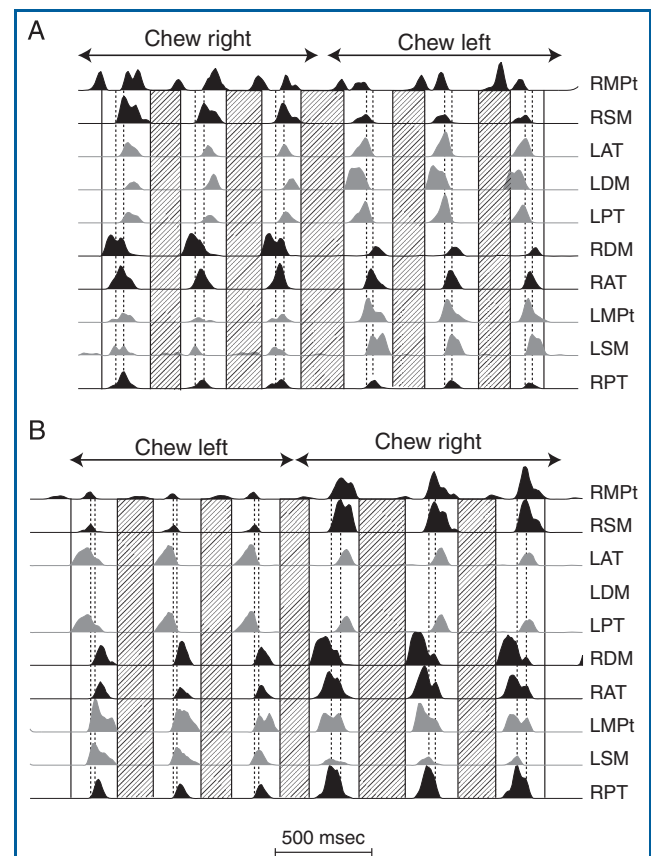 A
Chew right
Chew left
RMPt
RSM
LAT
LDM
LPT
RDM
RAT
LMPt
LSM
RPT
B
Chew left
Chew right
RMPt
RSM
LAT
LDM
LPT
RDM
RAT
LMPt
LSM
RPT
500 msec